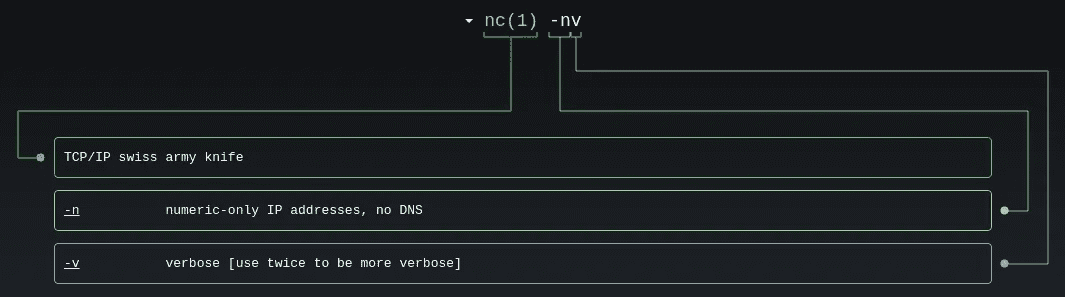 nc(1) -nv
TCP/IP swiss army knife
-n numeric-only IP addresses, no DNS
-v verbose [use twice to be more verbose]